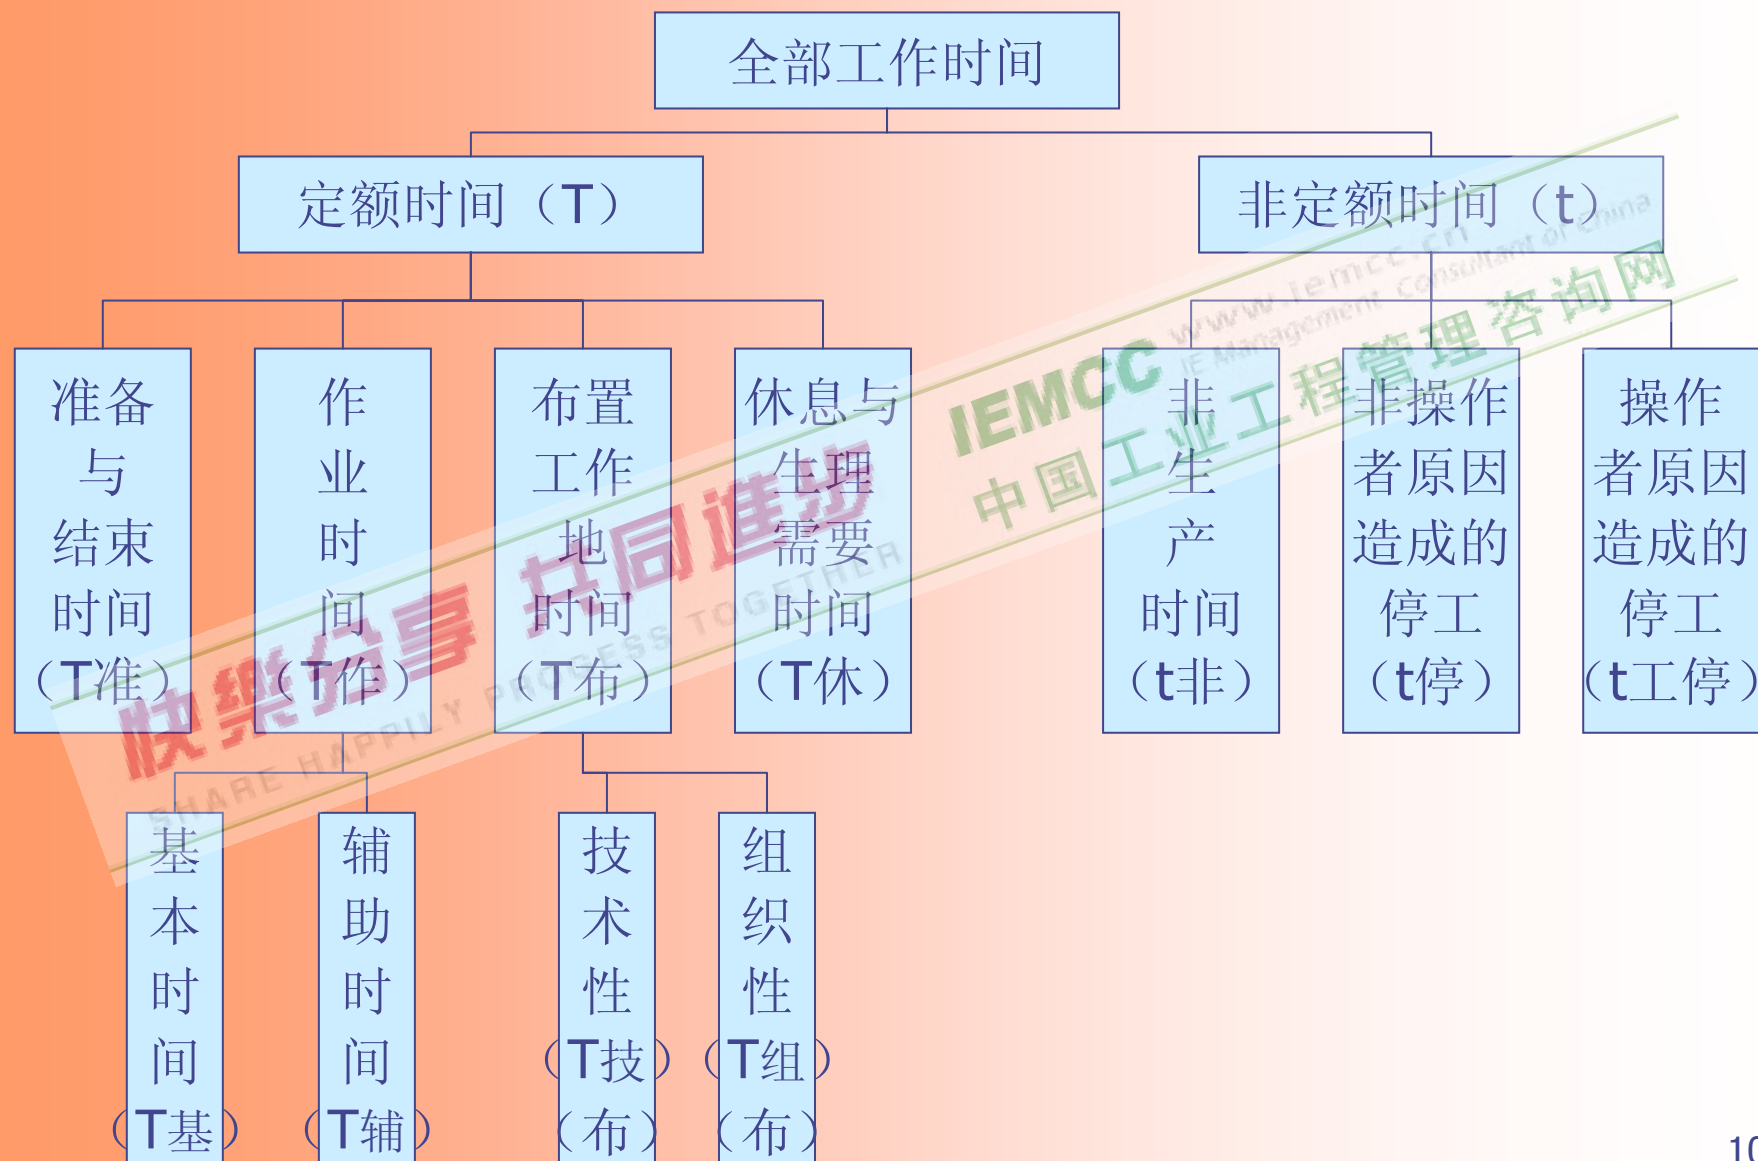 全部工作时间
定额时间（T）
非定额时间（t）
准备
与
结束
时间
（T准）
作
业
时
间
（T作）
布置
工作
地
时间
（T布）
休息与
生理
需要
时间
（T休）
非
生
产
时间
（t非）
非操作
者原因
造成的
停工
（t停）
操作
者原因
造成的
停工
（t工停）
基
本
时
间
（T基）
辅
助
时
间
（T辅）
技
术
性
（T技）
（布）
组
织
性
（T组）
（布）
快樂分享 共同進步
SHARE HAPPILY PROGRESS TOGETHER
IEMCC
www.iemcc.cn
IE Management Consultant of China
中国工业工程管理咨询网
10